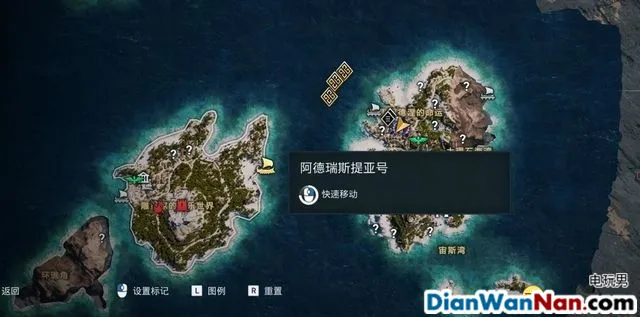 阿德瑞斯提亚号
快速移动
宙斯湾
返回
设置标记
L 图例
R 重置
电玩男
DianWanNan.com